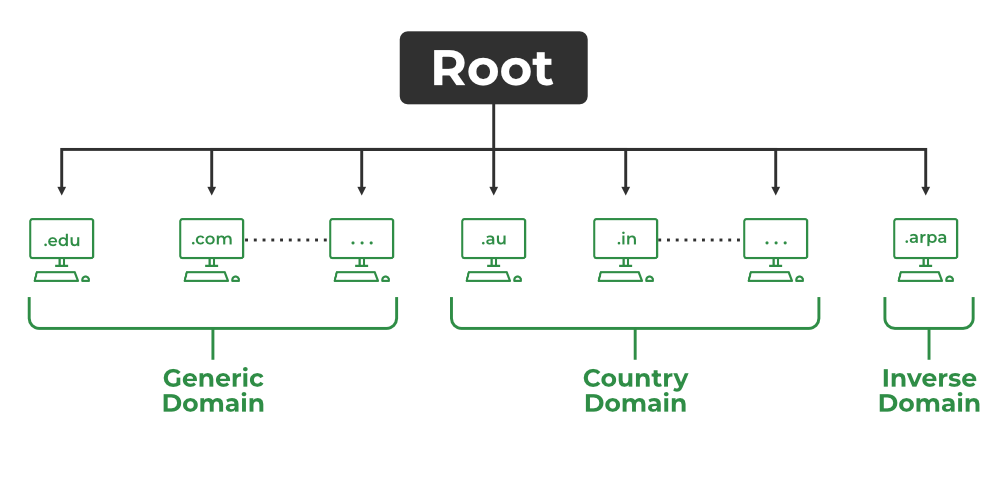 Root
.edu
.com
...
.au
.in
...
.arpa
Generic
Domain
Country
Domain
Inverse
Domain